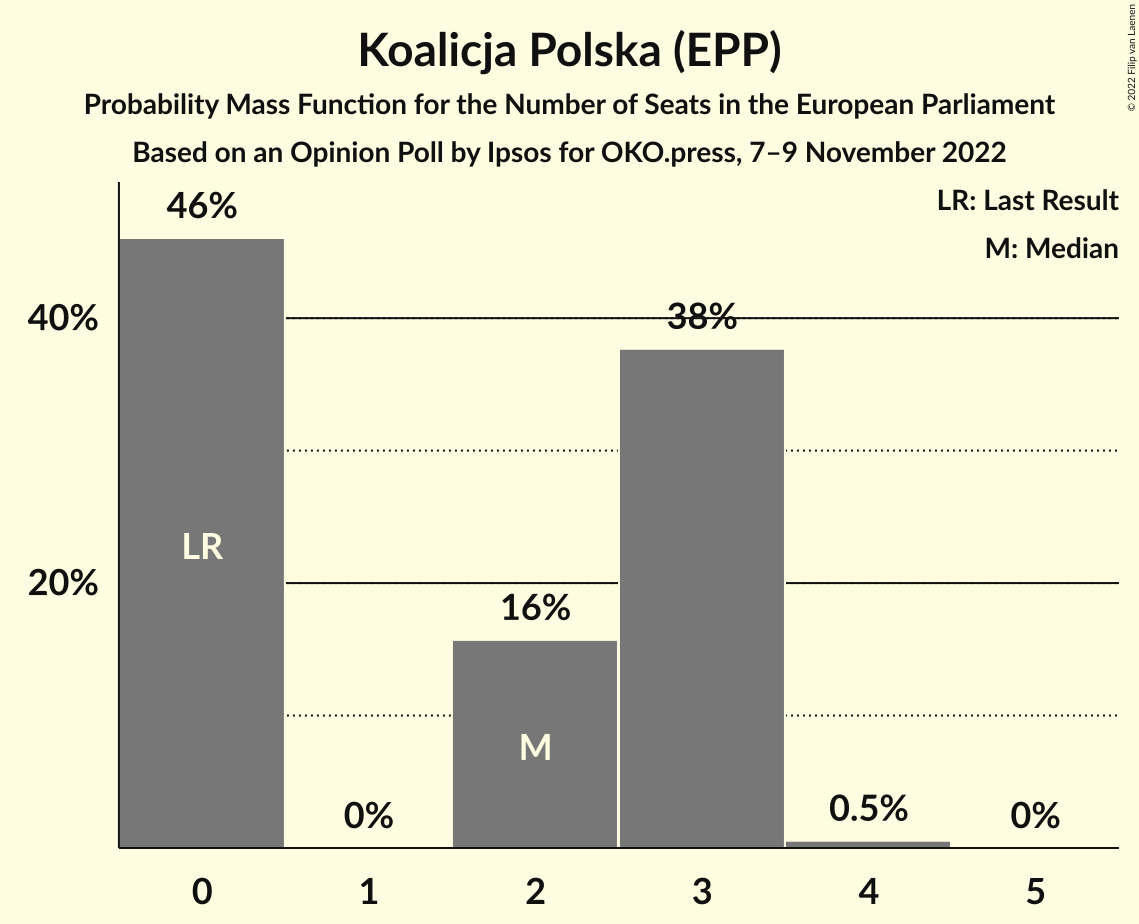 Koalicja Polska (EPP)
Probability Mass Function for the Number of Seats in the European Parliament
Based on an Opinion Poll by Ipsos for OKO.press, 7–9 November 2022
© 2022 Filip van Laenen
LR: Last Result
M: Median
46%
40%
38%
LR
20%
16%
M
0%
0.5%
0%
0 1 2 3 4 5